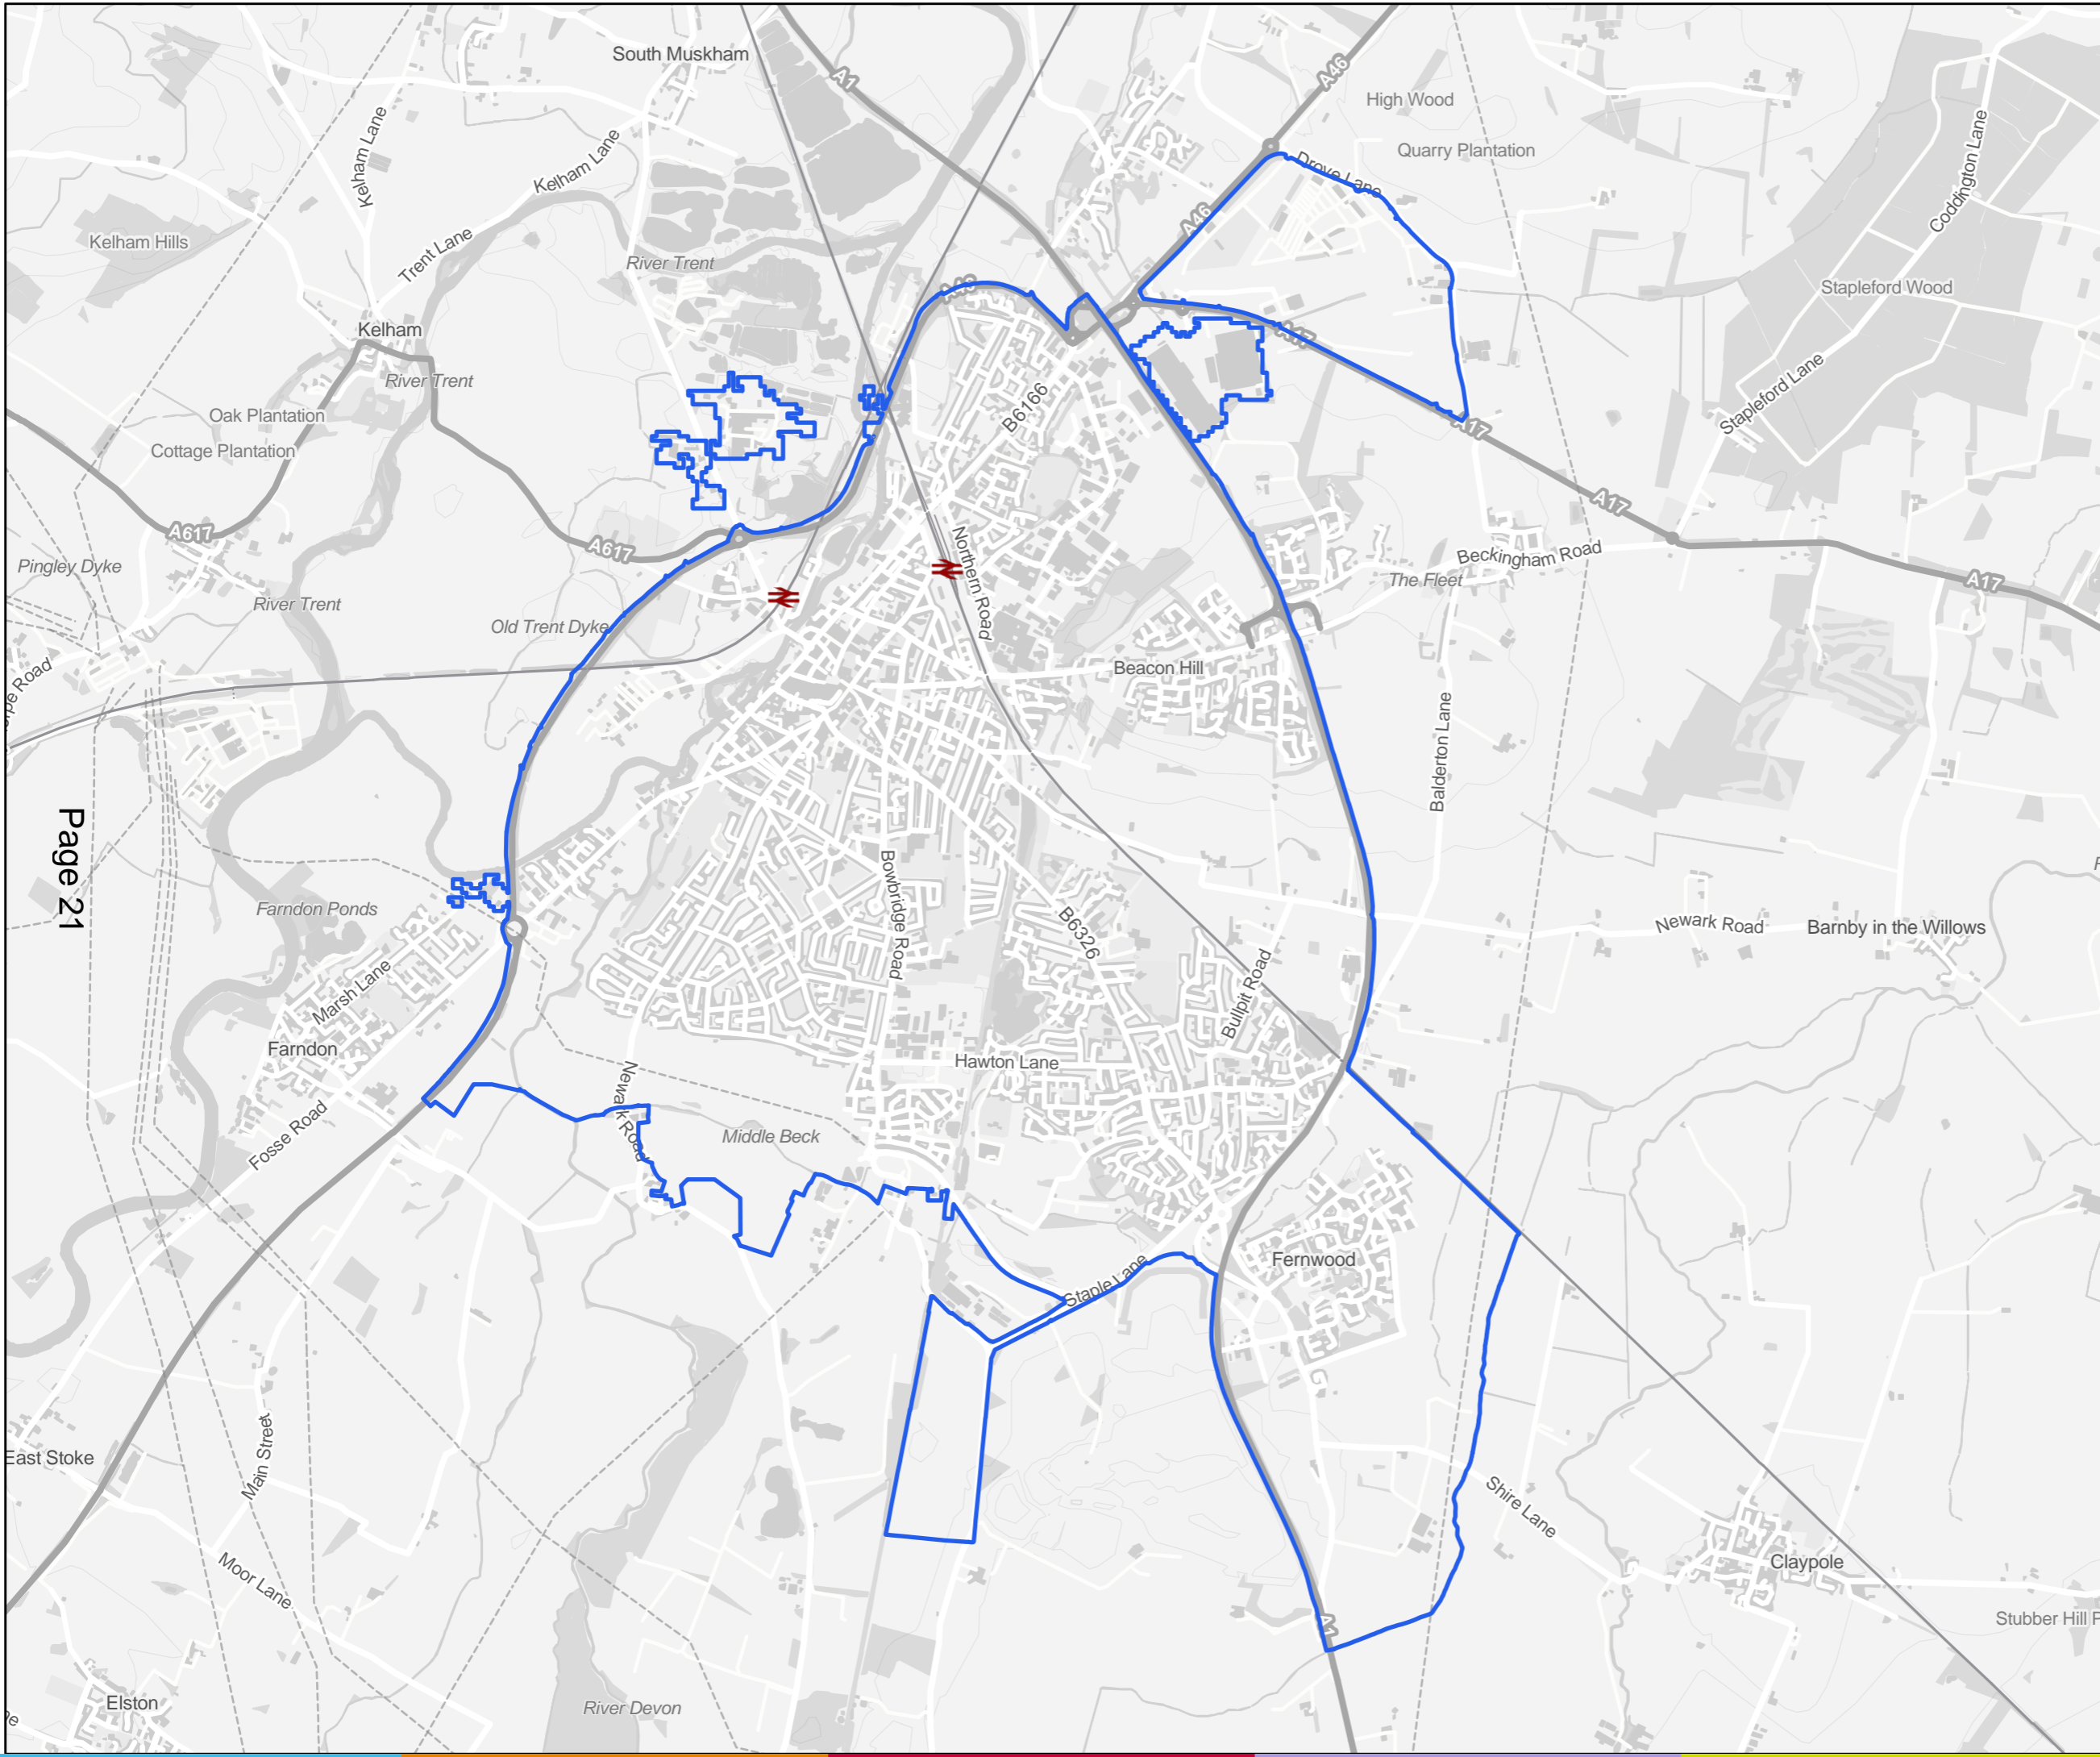 South Muskham
A1
A46
High Wood
Quarry Plantation
Drove Lane
Coddington Lane
Kelham Lane
Kelham Lane
A46
Kelham Hills
Trent Lane
River Trent
Stapleford Wood
Kelham
A17
River Trent
B6166
Stapleford Lane
Oak Plantation
Cottage Plantation
A17
A617
A617
A17
Northern Road
Beckingham Road
Pingley Dyke
The Fleet
A17
River Trent
Old Trent Dyke
Beacon Hill
Balderton Lane
Page 21
Farndon Ponds
Bowbridge Road
B6326
Newark Road
Barnby in the Willows
Marsh Lane
Bullpit Road
Farndon
Hawton Lane
Newark Road
Fosse Road
Middle Beck
Staple Lane
Fernwood
East Stoke
Main Street
Shire Lane
Moor Lane
Claypole
A1
Stubber Hill
Elston
River Devon